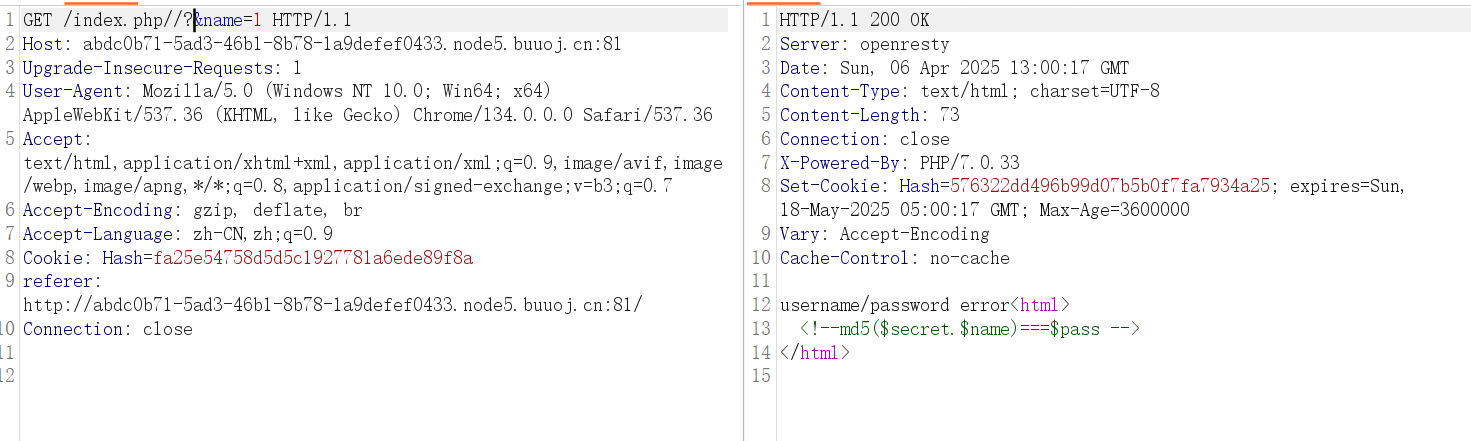 1 GET /index.php//?&name=1 HTTP/1.1
2 Host: abdc0b71-5ad3-46b1-8b78-1a9defef0433.node5.buuoj.cn:81
3 Upgrade-Insecure-Requests: 1
4 User-Agent: Mozilla/5.0 (Windows NT 10.0; Win64; x64)
AppleWebKit/537.36 (KHTML, like Gecko) Chrome/134.0.0.0 Safari/537.36
5 Accept:
text/html,application/xhtml+xml,application/xml;q=0.9,image/avif,image
/webp,image/apng,*/*;q=0.8,application/signed-exchange;v=b3;q=0.7
6 Accept-Encoding: gzip, deflate, br
7 Accept-Language: zh-CN,zh;q=0.9
8 Cookie: Hash=fa25e54758d5d5c1927781a6ede89f8a
9 referer:
http://abdc0b71-5ad3-46b1-8b78-1a9defef0433.node5.buuoj.cn:81/
10 Connection: close
11
12
1 HTTP/1.1 200 OK
2 Server: openresty
3 Date: Sun, 06 Apr 2025 13:00:17 GMT
4 Content-Type: text/html; charset=UTF-8
5 Content-Length: 73
6 Connection: close
7 X-Powered-By: PHP/7.0.33
8 Set-Cookie: Hash=576322dd496b99d07b5b0f7fa7934a25; expires=Sun,
18-May-2025 05:00:17 GMT; Max-Age=3600000
9 Vary: Accept-Encoding
10 Cache-Control: no-cache
11
12 username/password error<html>
13 <!--md5($secret.$name)===$pass -->
14 </html>
15